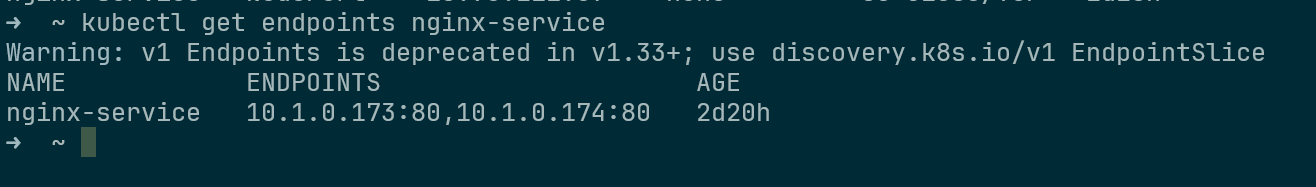 → ~ kubectl get endpoints nginx-service
Warning: v1 Endpoints is deprecated in v1.33+; use discovery.k8s.io/v1 EndpointSlice
NAME ENDPOINTS AGE
nginx-service 10.1.0.173:80,10.1.0.174:80 2d20h
→ ~